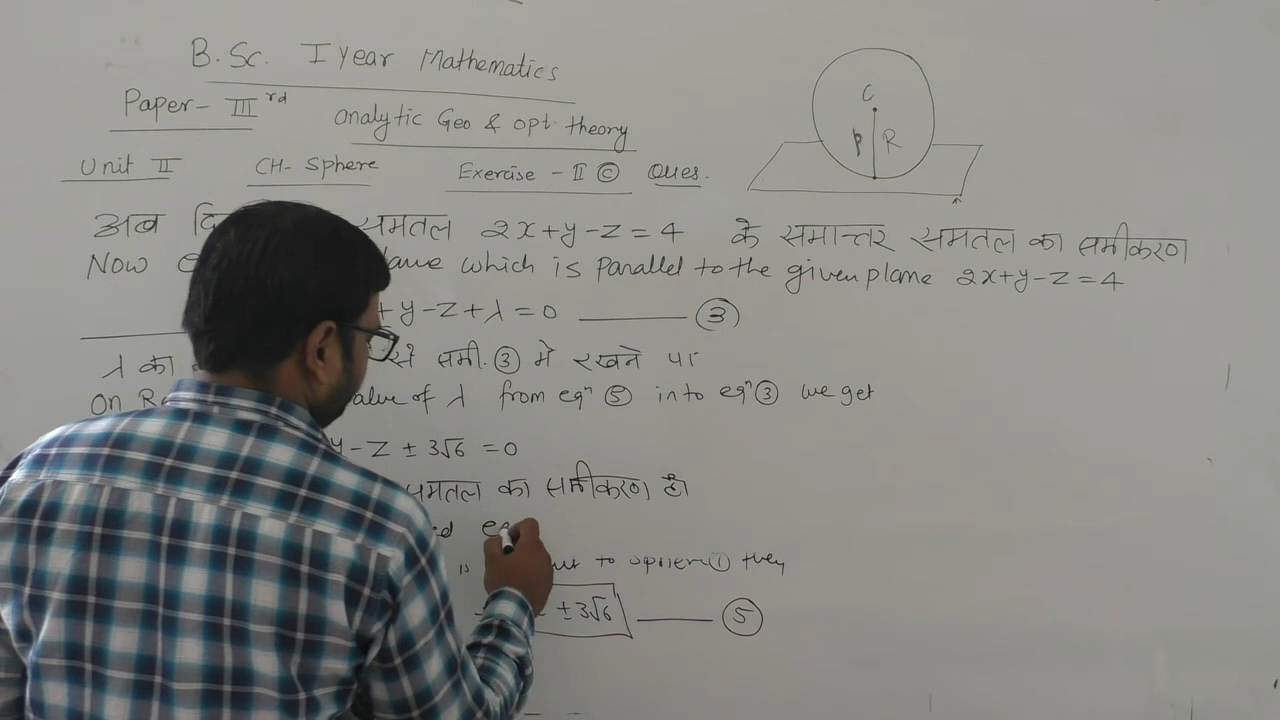 B.Sc. I year Mathematics
Paper- III rd Analytic Geo & opt. theory
Unit II CH- Sphere Exercise - II © Ques.
C
P R
अब समतल 2x+y-z=4 के समान्तर समतल का समीकरण
Now which is parallel to the given plane 2x+y-z=4
+y-z+λ=0 ——— ③
λ का से समी. ③ मे रखने पर
On value of λ from eqⁿ ⑤ into eqⁿ ③ we get
y-z±3√6=0
समतल का समीकरण है।
is to sphere ① then
±3√6 ——— ⑤